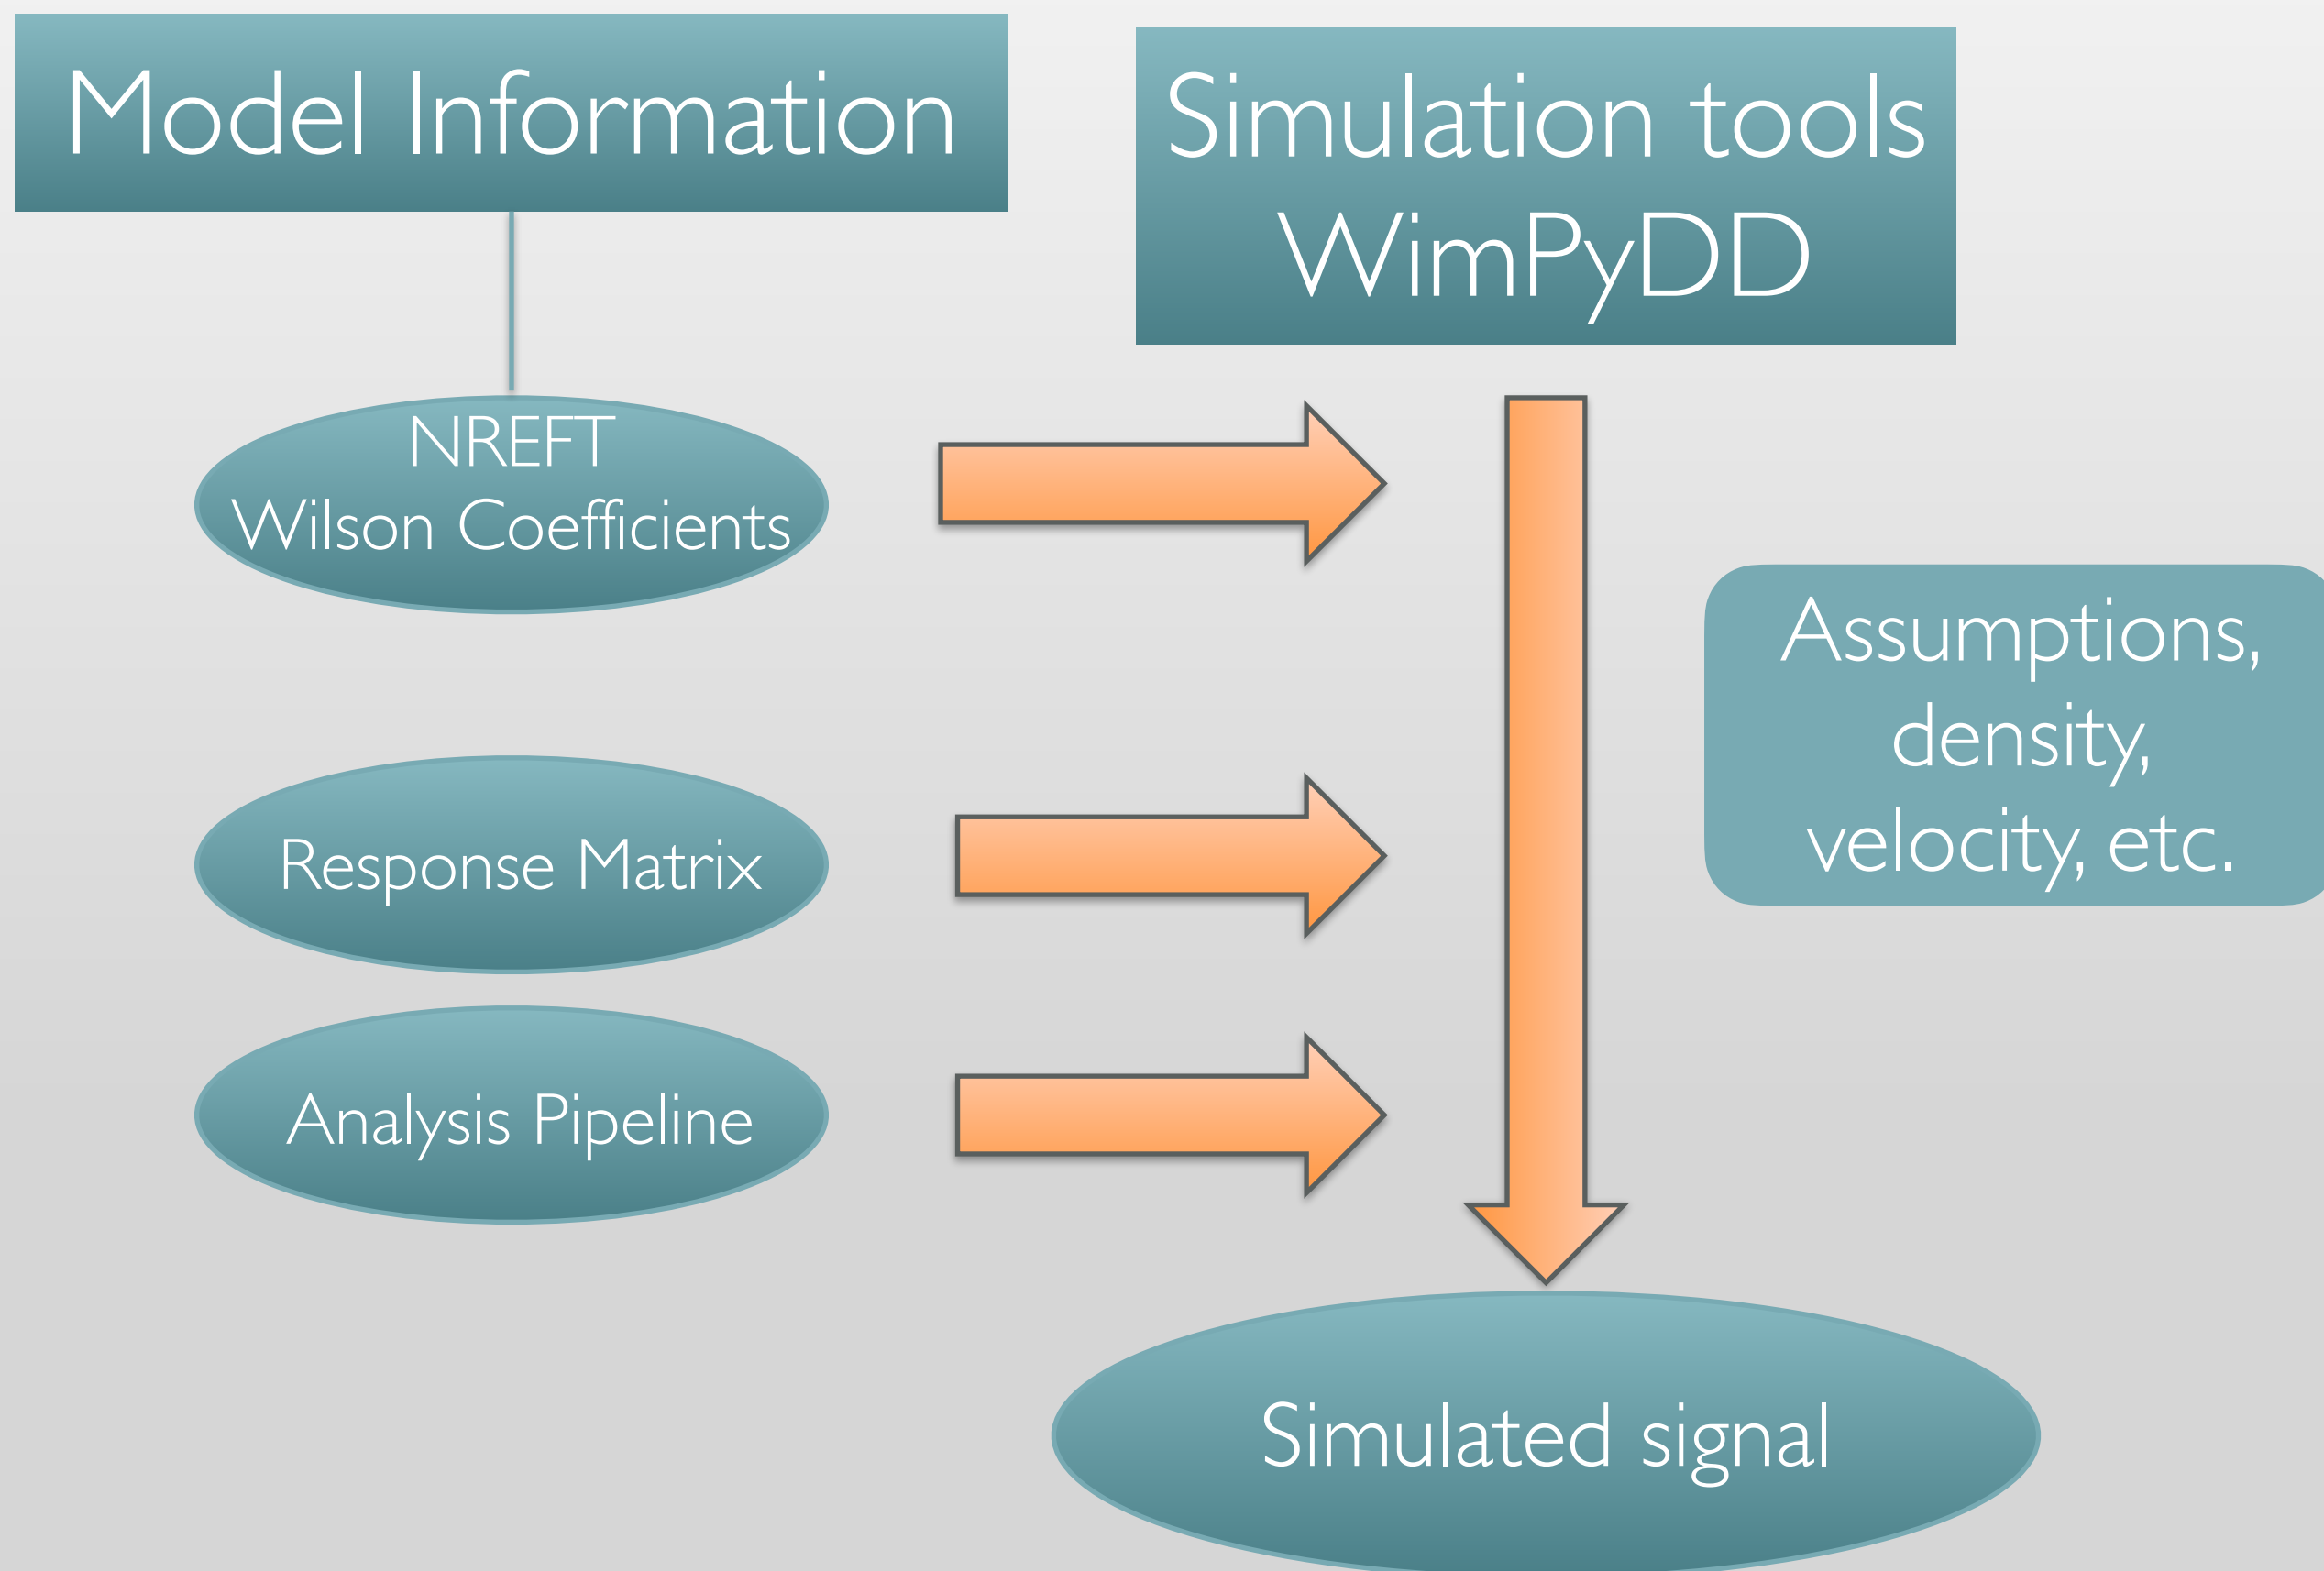 Model Information
Simulation tools
WimPyDD
NREFT
Wilson Coefficients
Assumptions,
density,
velocity, etc.
Response Matrix
Analysis Pipeline
Simulated signal